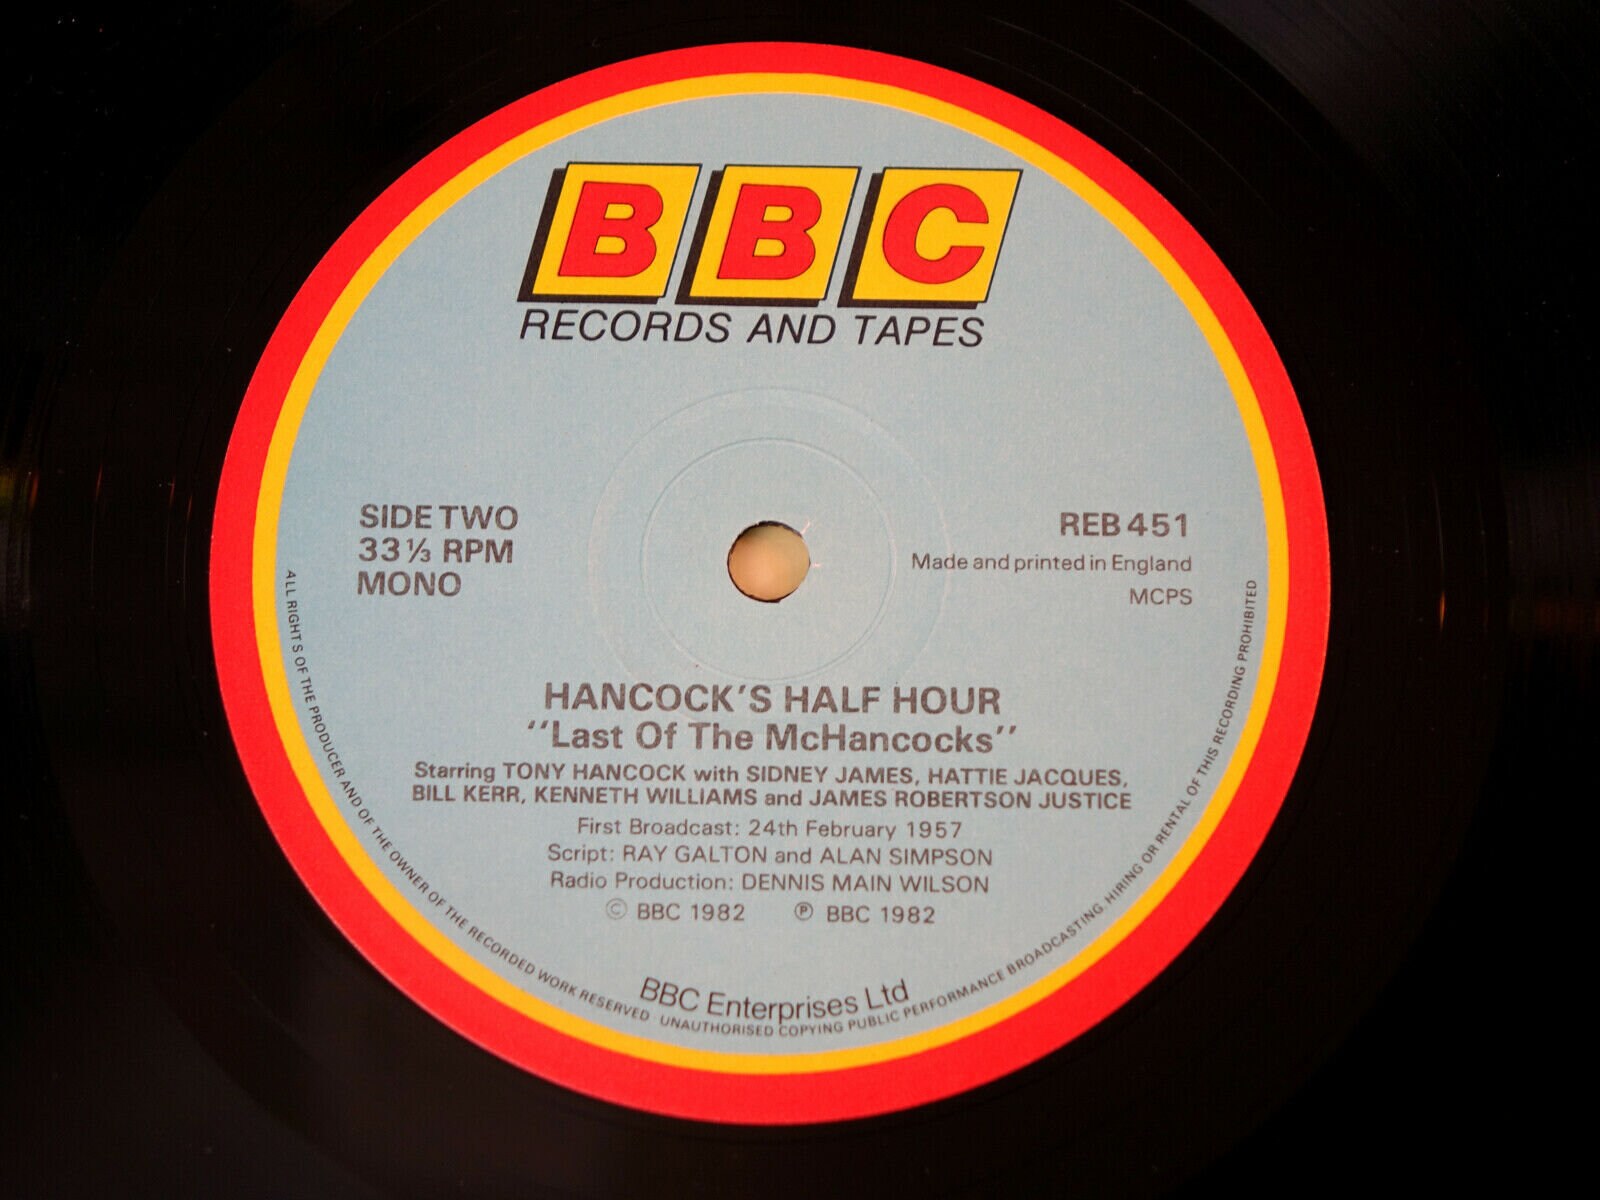 BBC
RECORDS AND TAPES
SIDE TWO
33 ⅓ RPM
MONO
REB 451
Made and printed in England
MCPS
HANCOCK'S HALF HOUR
"Last Of The McHancocks"
Starring TONY HANCOCK with SIDNEY JAMES, HATTIE JACQUES,
BILL KERR, KENNETH WILLIAMS and JAMES ROBERTSON JUSTICE
First Broadcast: 24th February 1957
Script: RAY GALTON and ALAN SIMPSON
Radio Production: DENNIS MAIN WILSON
© BBC 1982 ℗ BBC 1982
BBC Enterprises Ltd
ALL RIGHTS OF THE PRODUCER AND OF THE OWNER OF THE RECORDED WORK RESERVED · UNAUTHORISED COPYING PUBLIC PERFORMANCE BROADCASTING HIRING OR RENTAL OF THIS RECORDING PROHIBITED